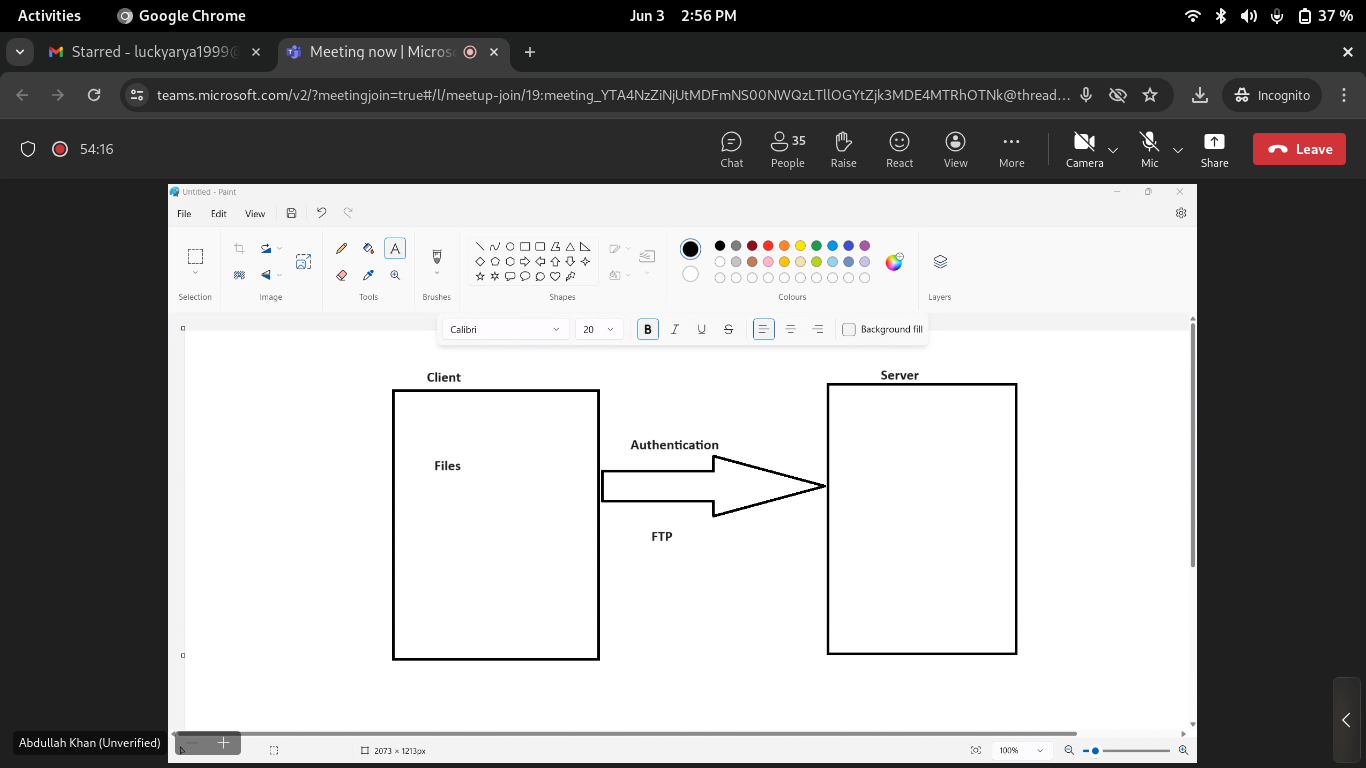 Activities Google Chrome Jun 3 2:56 PM 37 %
Starred - luckyarya1999@ Meeting now | Micros
teams.microsoft.com/v2/?meetingjoin=true#/l/meetup-join/19:meeting_YTA4NzZiNjUtMDFmNS00NWQzLTllOGYtZjk3MDE4MTRhOTNk@thread... Incognito
54:16 35
Chat People Raise React View More Camera Mic Share Leave
Untitled - Paint
File Edit View
A
Selection Image Tools Brushes Shapes Colours Layers
Calibri 20 B I U S Background fill
Client Server
Authentication
Files
FTP
Abdullah Khan (Unverified)
2073 × 1213px 100%